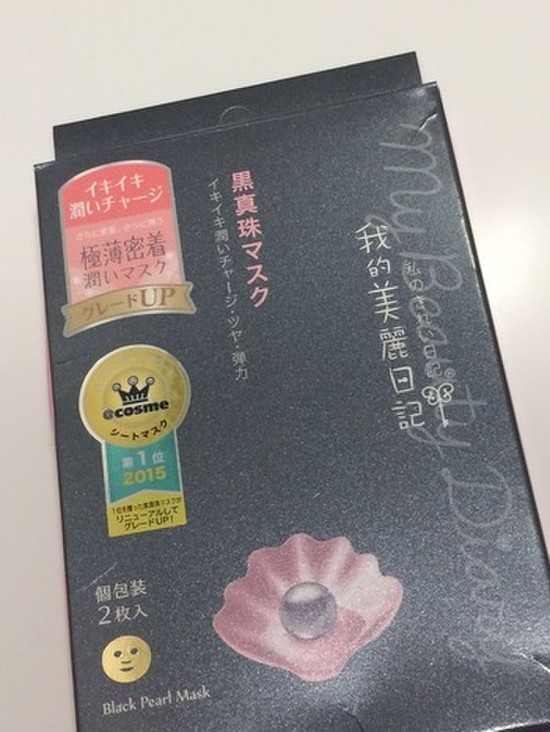 イキイキ
潤いチャージ
さらに密着、さらに潤う
極薄密着
潤いマスク
グレードUP
@cosme
シートマスク
第1位
2015
1位を獲った黒真珠マスクが
リニューアルして
グレードUP!
黒真珠マスク
イキイキ潤いチャージ・ツヤ・弾力
我的美麗日記
私のきれい日記
My Beauty Diary
個包装
2枚入
Black Pearl Mask